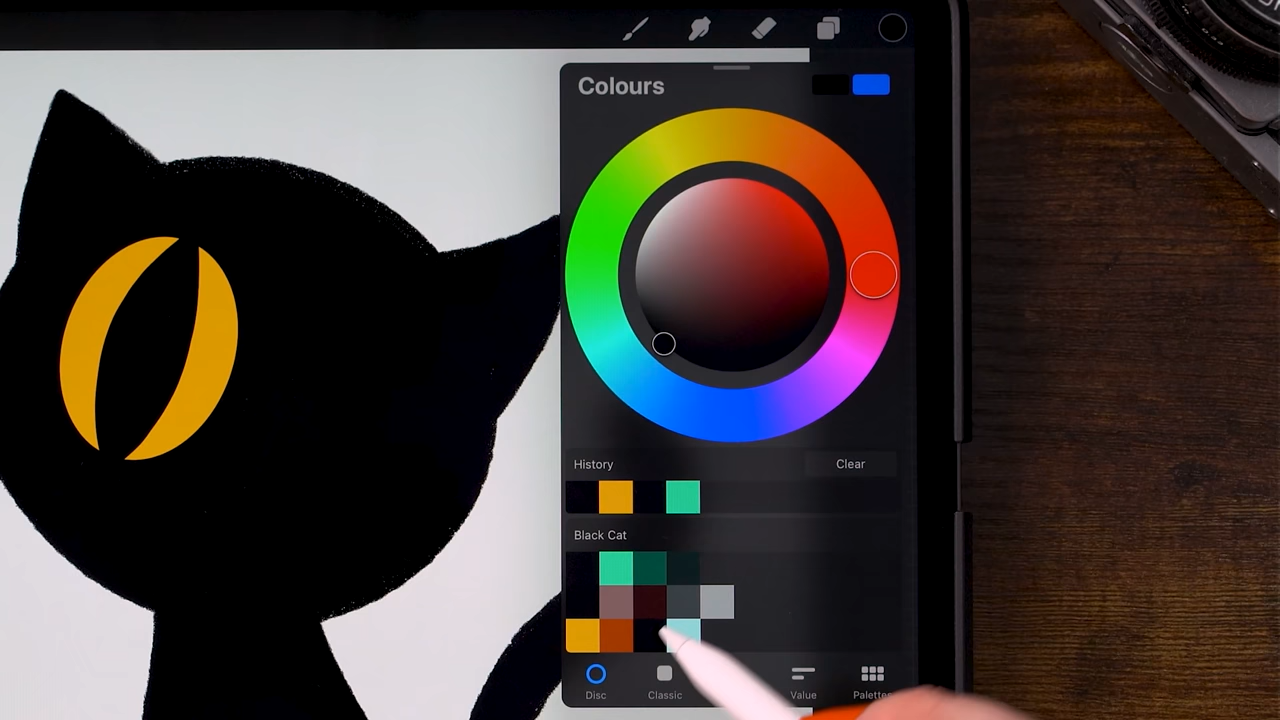 Colours
History
Clear
Black Cat
Disc
Classic
Value
Palettes